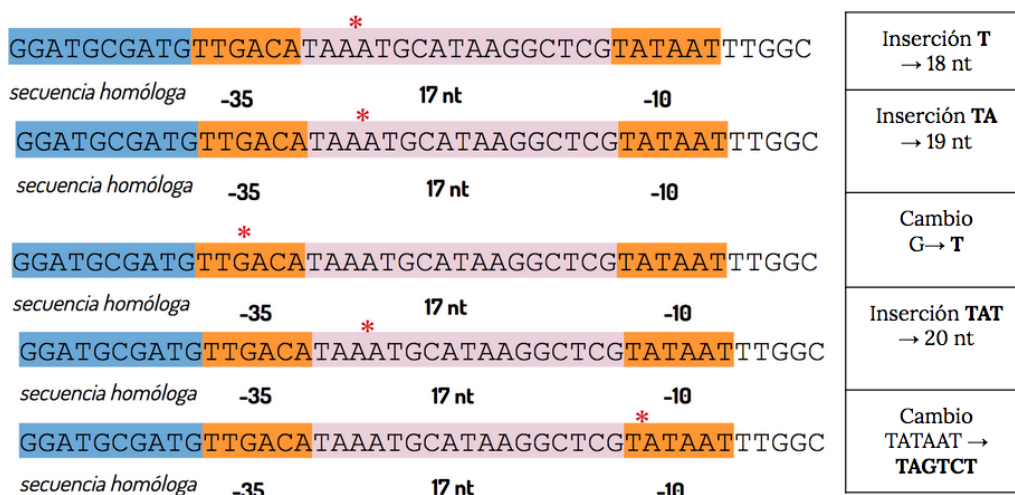 *
GGATGCGATGTTGACATAAATGCATAAGGCTCGTATAATTTGGC
secuencia homóloga -35 17 nt -10
Inserción T
→ 18 nt
*
GGATGCGATGTTGACATAAATGCATAAGGCTCGTATAATTTGGC
secuencia homóloga -35 17 nt -10
Inserción TA
→ 19 nt
*
GGATGCGATGTTGACATAAATGCATAAGGCTCGTATAATTTGGC
secuencia homóloga -35 17 nt -10
Cambio
G→ T
*
GGATGCGATGTTGACATAAATGCATAAGGCTCGTATAATTTGGC
secuencia homóloga -35 17 nt -10
Inserción TAT
→ 20 nt
*
GGATGCGATGTTGACATAAATGCATAAGGCTCGTATAATTTGGC
secuencia homóloga -35 17 nt -10
Cambio
TATAAT →
TAGTCT